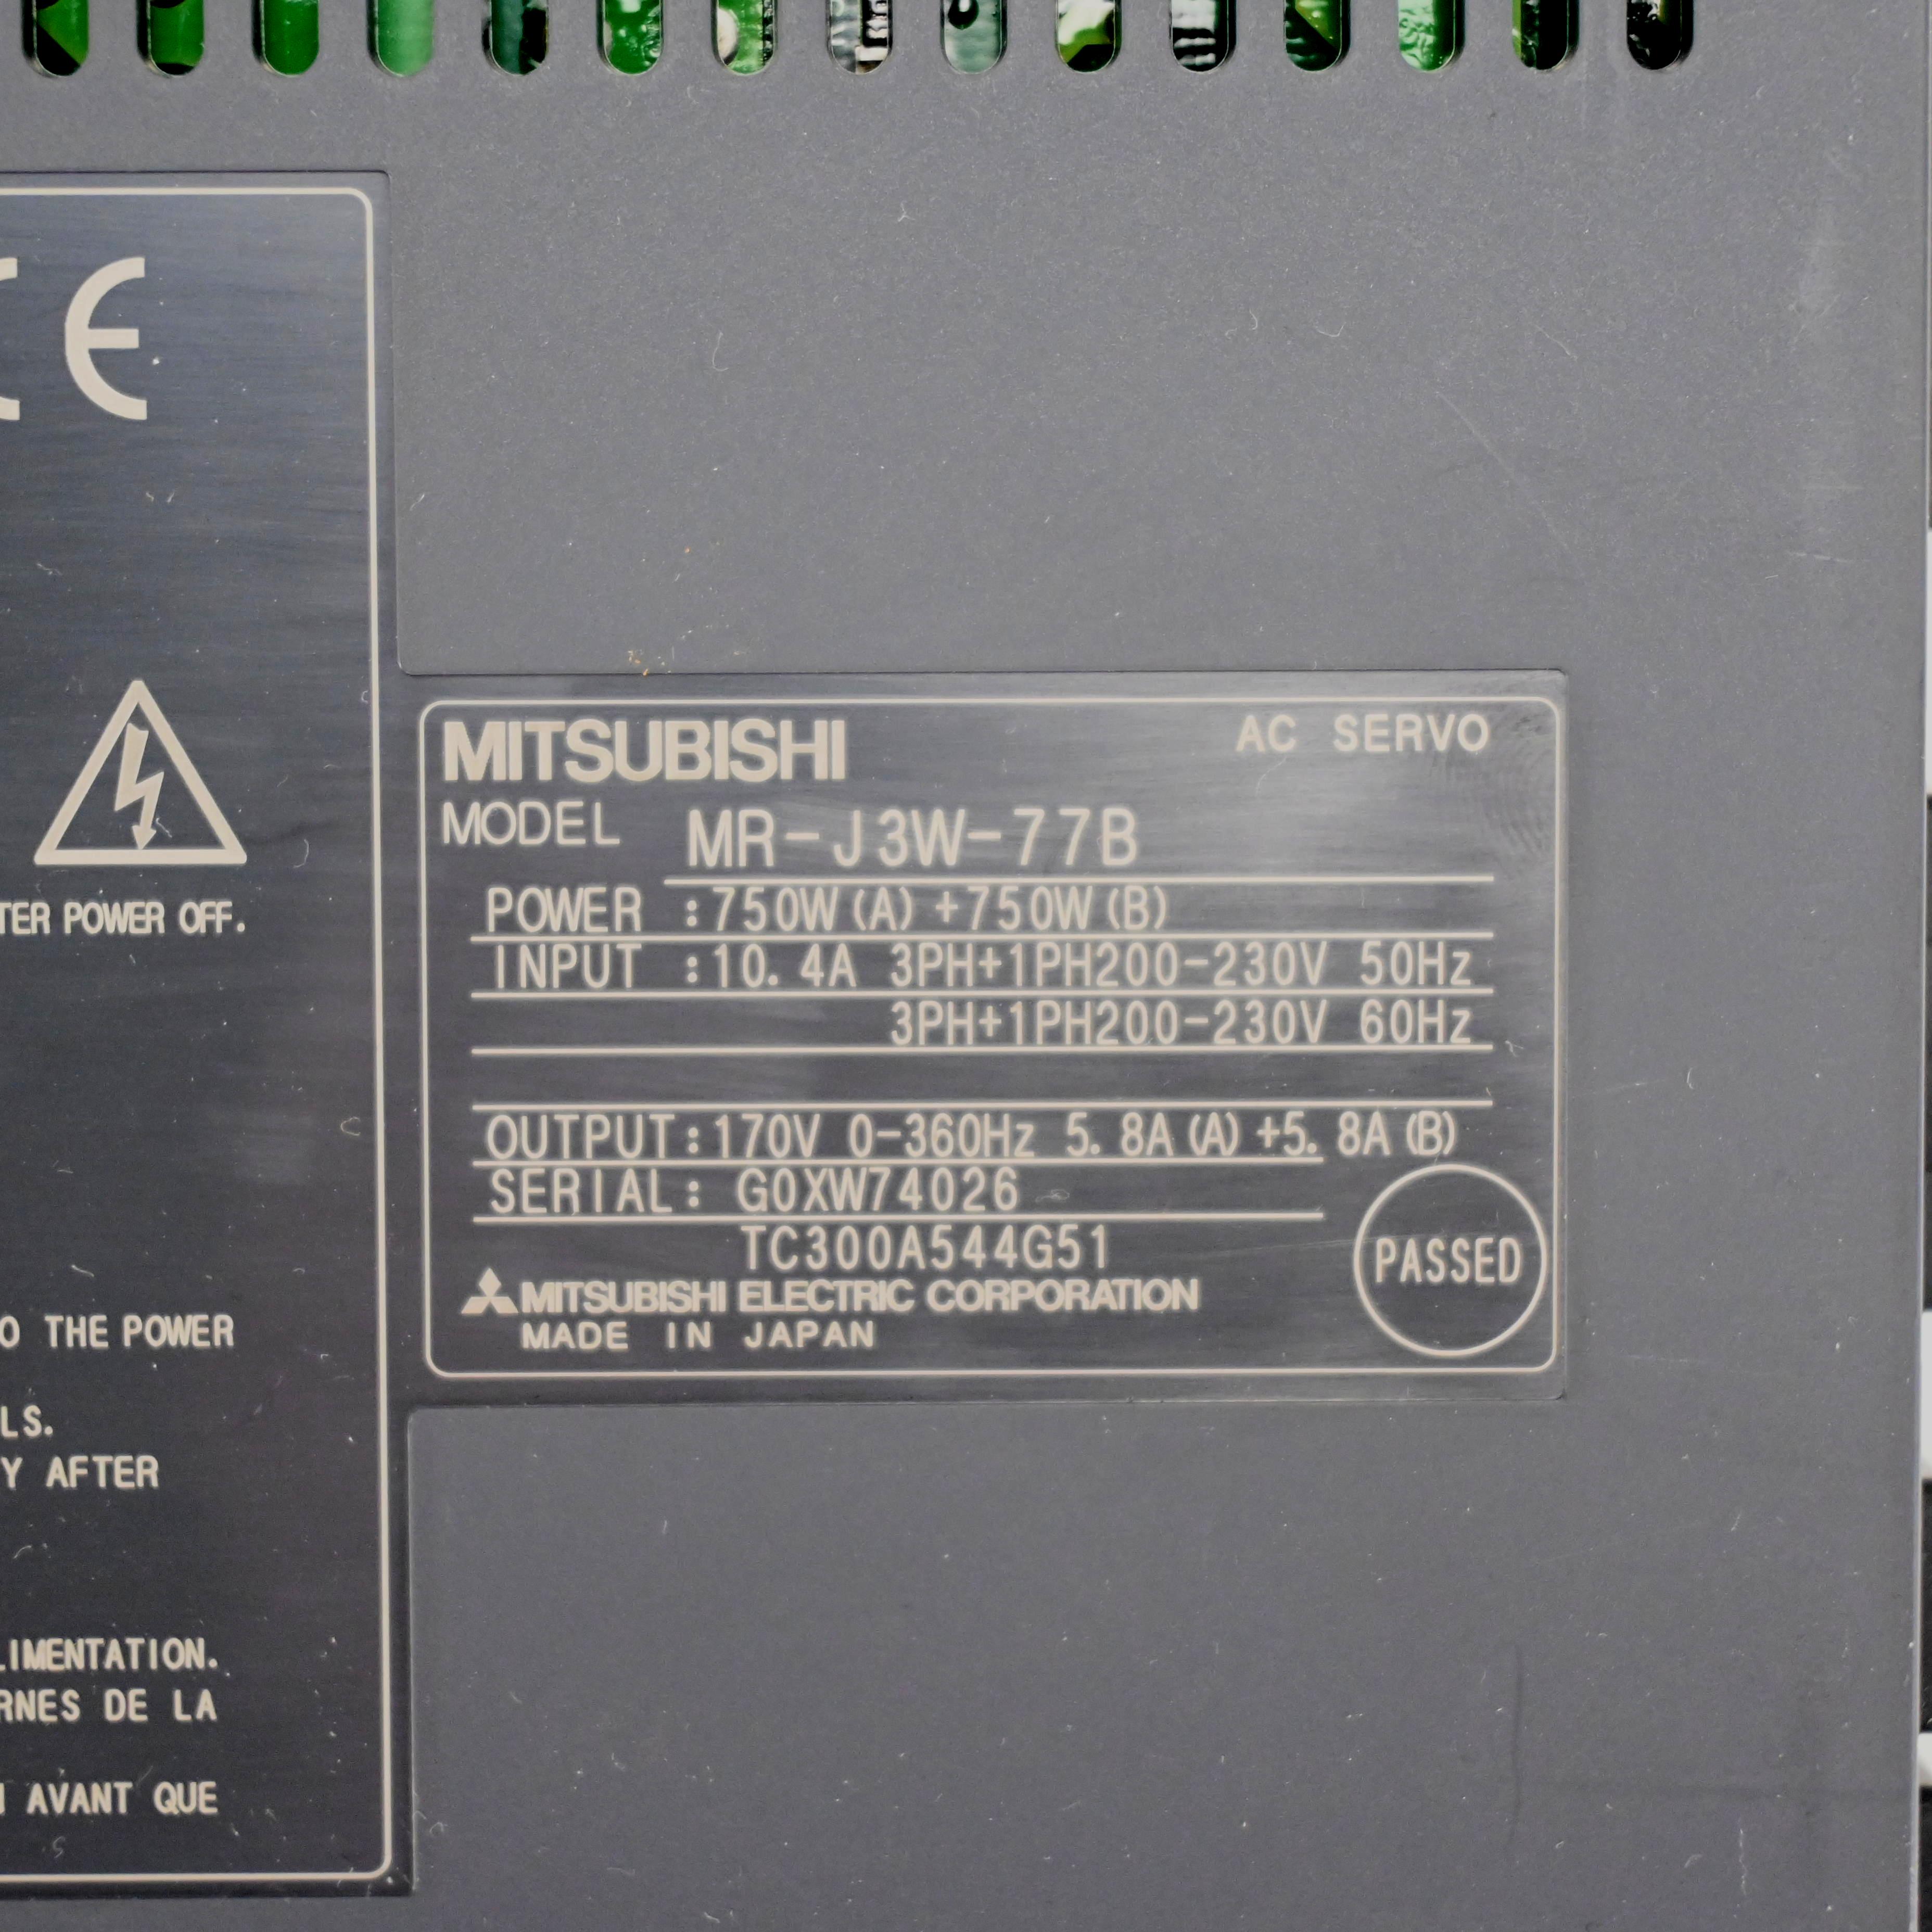 CE
TER POWER OFF.
O THE POWER
LS.
Y AFTER
LIMENTATION.
RNES DE LA
AVANT QUE
MITSUBISHI AC SERVO
MODEL MR-J3W-77B
POWER :750W(A)+750W(B)
INPUT :10.4A 3PH+1PH200-230V 50Hz
3PH+1PH200-230V 60Hz
OUTPUT:170V 0-360Hz 5.8A(A)+5.8A(B)
SERIAL: G0XW74026
TC300A544G51
MITSUBISHI ELECTRIC CORPORATION
MADE IN JAPAN
PASSED